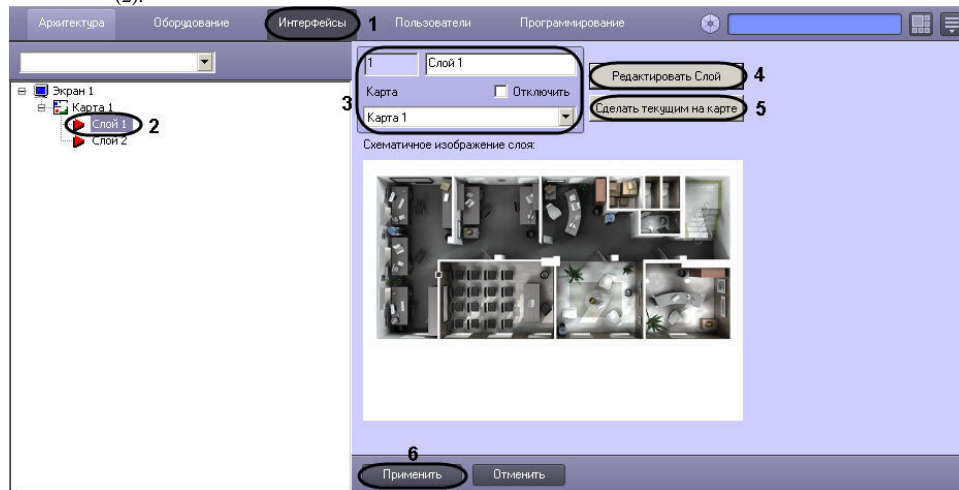 (2).
Архитектура Оборудование Интерфейсы 1 Пользователи Программирование
1 Слой 1
Редактировать Слой 4
Экран 1
3 Карта Отключить
Карта 1
Сделать текущим на карте 5
Слой 1 2
Карта 1
Слой 2
Схематичное изображение слоя:
6
Применить Отменить